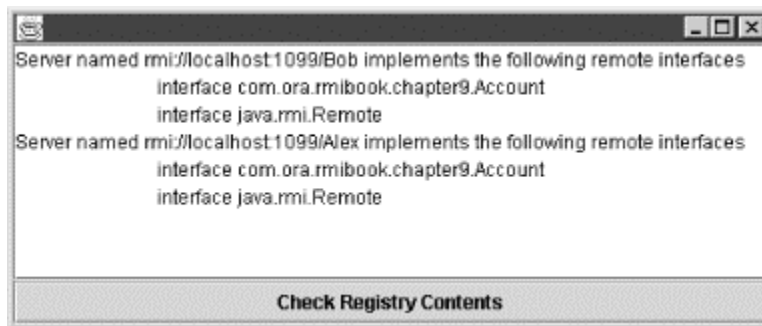 Server named rmi://localhost:1099/Bob implements the following remote interfaces
interface com.ora.rmibook.chapter9.Account
interface java.rmi.Remote
Server named rmi://localhost:1099/Alex implements the following remote interfaces
interface com.ora.rmibook.chapter9.Account
interface java.rmi.Remote
Check Registry Contents